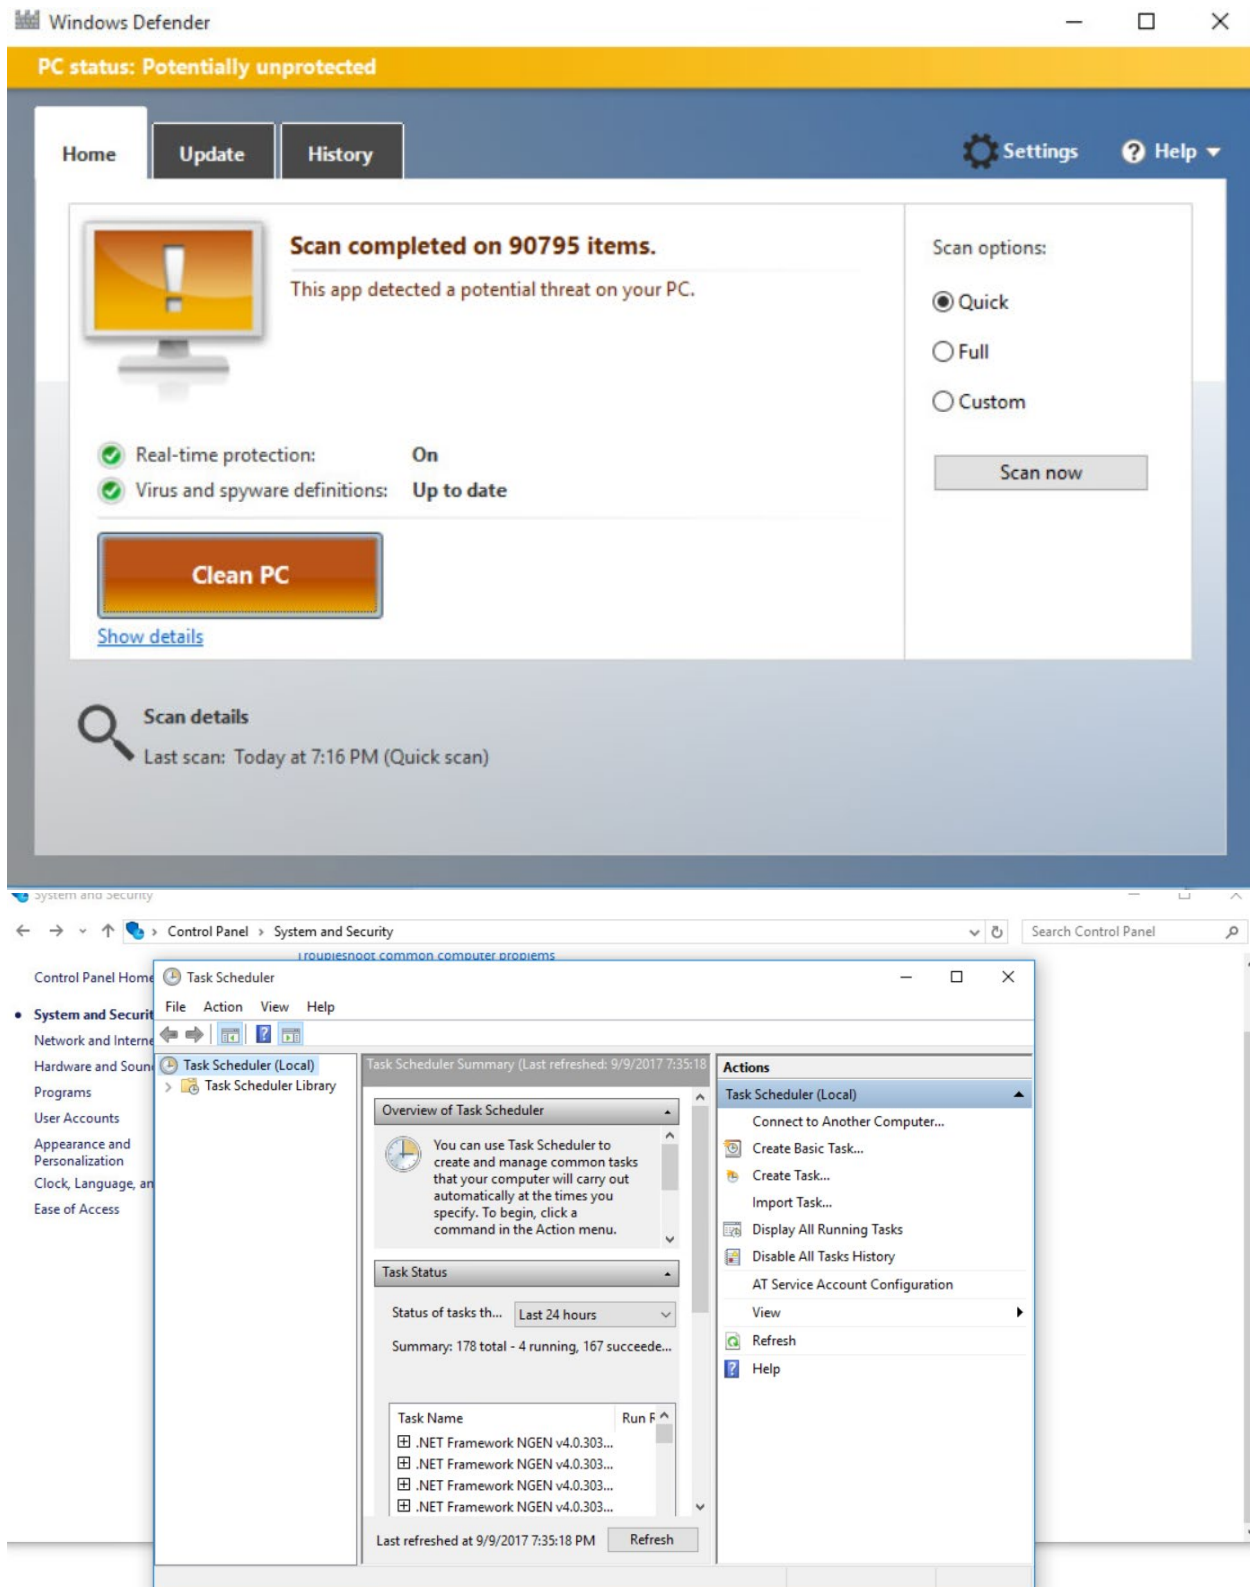 Windows Defender
PC status: Potentially unprotected
Home
Update
History
Settings
Help
Scan completed on 90795 items.
This app detected a potential threat on your PC.
Scan options:
Quick
Full
Custom
Scan now
Real-time protection: On
Virus and spyware definitions: Up to date
Clean PC
Show details
Scan details
Last scan: Today at 7:16 PM (Quick scan)
System and Security
Control Panel > System and Security
Search Control Panel
Troubleshoot common computer problems
Control Panel Home
System and Securit
Network and Interne
Hardware and Soun
Programs
User Accounts
Appearance and
Personalization
Clock, Language, an
Ease of Access
Task Scheduler
File Action View Help
Task Scheduler (Local)
Task Scheduler Library
Task Scheduler Summary (Last refreshed: 9/9/2017 7:35:18
Overview of Task Scheduler
You can use Task Scheduler to
create and manage common tasks
that your computer will carry out
automatically at the times you
specify. To begin, click a
command in the Action menu.
Task Status
Status of tasks th... Last 24 hours
Summary: 178 total - 4 running, 167 succeede...
Task Name Run R
.NET Framework NGEN v4.0.303...
.NET Framework NGEN v4.0.303...
.NET Framework NGEN v4.0.303...
.NET Framework NGEN v4.0.303...
Last refreshed at 9/9/2017 7:35:18 PM Refresh
Actions
Task Scheduler (Local)
Connect to Another Computer...
Create Basic Task...
Create Task...
Import Task...
Display All Running Tasks
Disable All Tasks History
AT Service Account Configuration
View
Refresh
Help